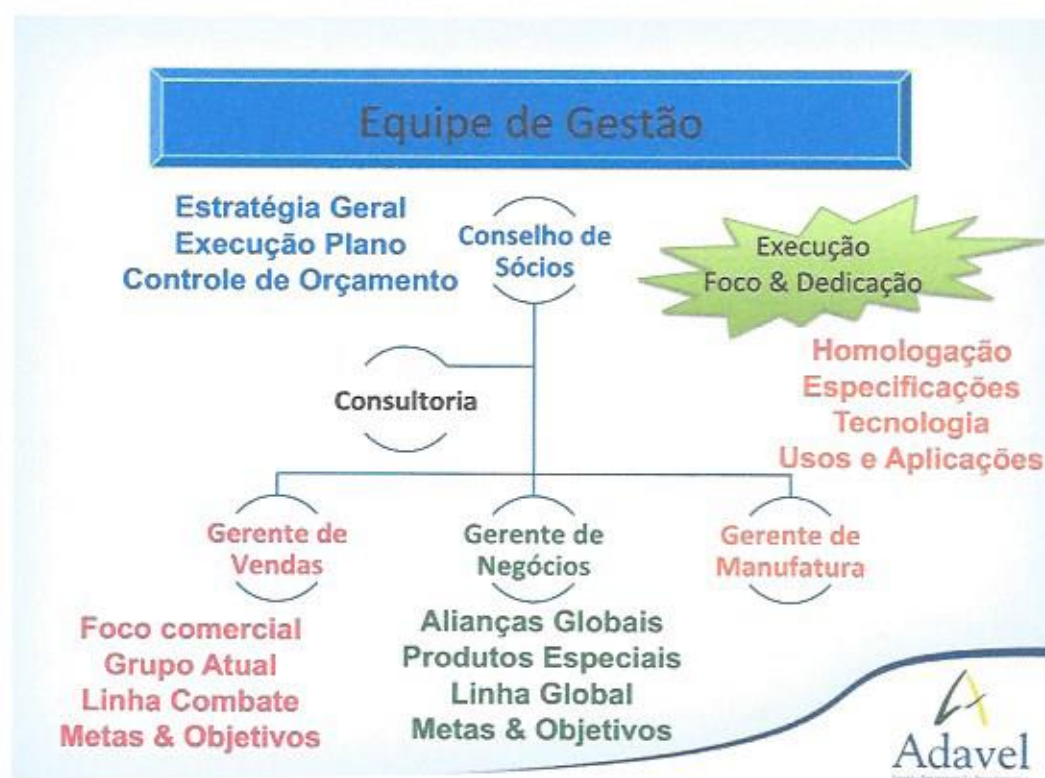 Equipe de Gestão
Estratégia Geral
Execução Plano
Controle de Orçamento
Conselho de
Sócios
Execução
Foco & Dedicação
Homologação
Especificações
Tecnologia
Usos e Aplicações
Consultoria
Gerente de
Vendas
Gerente de
Negócios
Gerente de
Manufatura
Foco comercial
Grupo Atual
Linha Combate
Metas & Objetivos
Alianças Globais
Produtos Especiais
Linha Global
Metas & Objetivos
Adavel